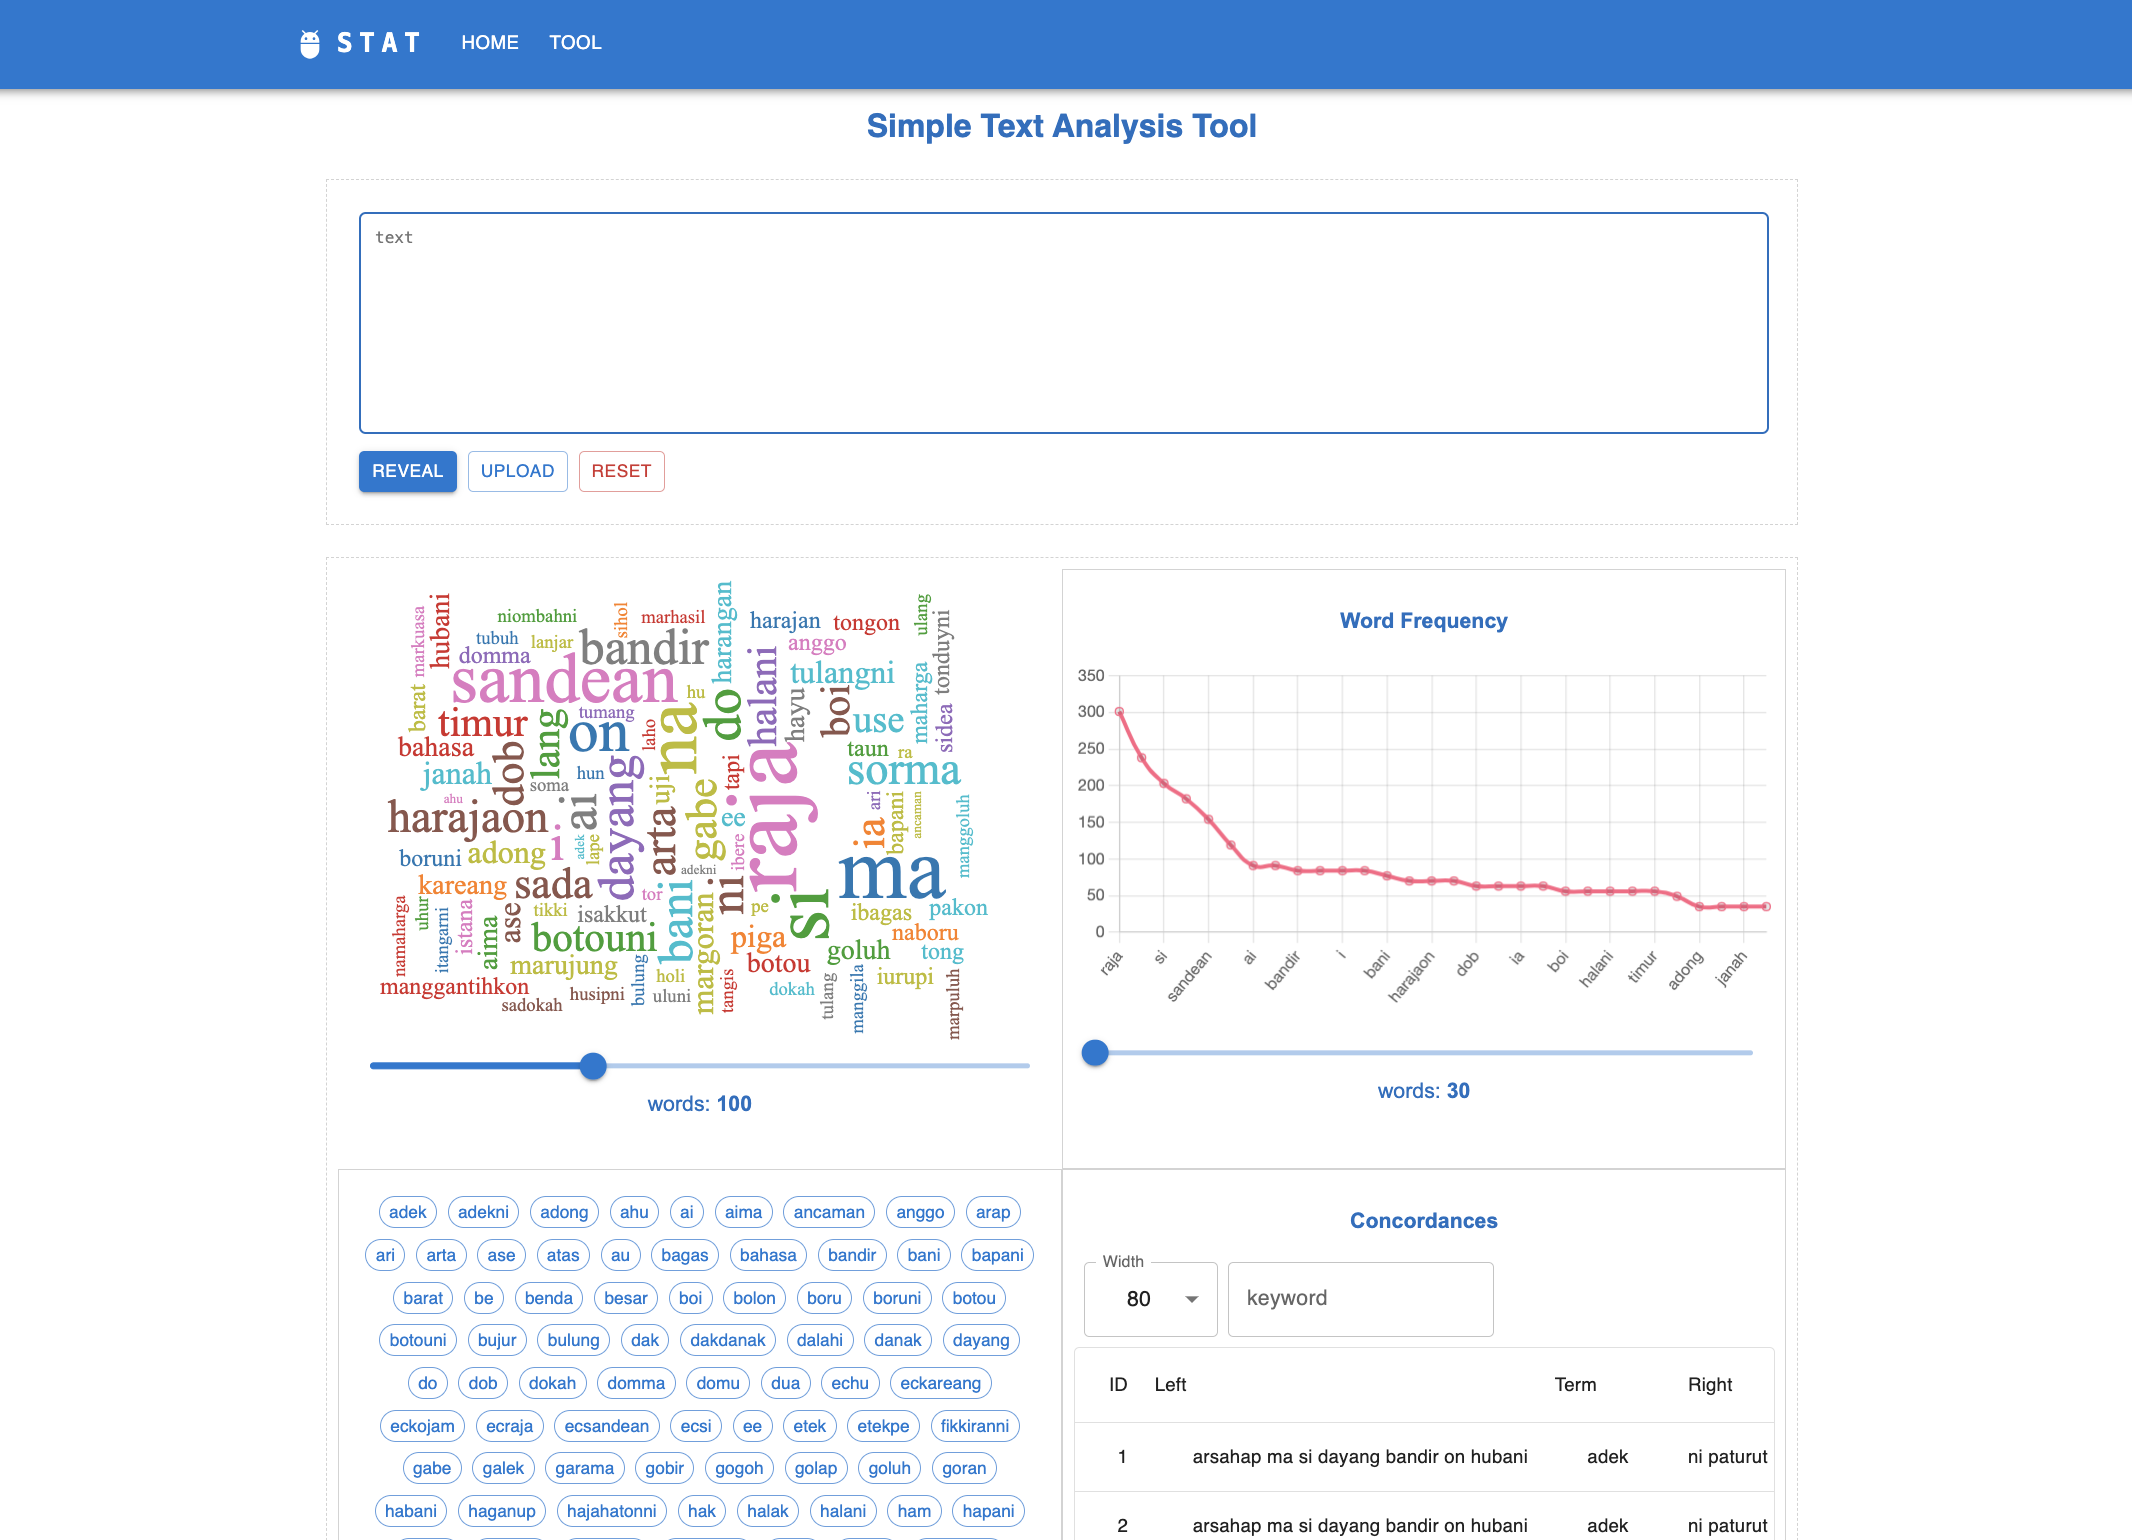 STAT HOME TOOL
Simple Text Analysis Tool
text
REVEAL UPLOAD RESET
markuasa
hubani
niombahni
sihol
marhasil
harangan
harajan
tongon
ulang
tonduyni
tubuh
lanjar
bandir
anggo
domma
sandean
halani
tulangni
maharga
barat
hu
do
hayu
boi
use
sidea
timur
lang
tumang
on
laho
na
bahasa
taun
ra
janah
dob
hun
tapi
raja
sorma
soma
dayang
uji
ahu
harajaon
ai
arta
gabe
ee
ia
ari
bapani
ancaman
manggoluh
i
adek
lape
ibere
boruni
adong
adekni
ma
kareang
sada
tor
bani
ni
si
pe
namaharga
uhur
itangarni
istana
aima
ase
tikki
isakkut
margoran
ibagas
pakon
botouni
piga
naboru
goluh
tong
marujung
bulung
holi
botou
iurupi
manggantihkon
husipni
uluni
tangis
dokah
tulang
manggila
marpuluh
sadokah
words: 100
Word Frequency
350
300
250
200
150
100
50
0
raja si sandean ai bandir i bani harajaon dob ia boi halani timur adong janah
words: 30
adek adekni adong ahu ai aima ancaman anggo arap
ari arta ase atas au bagas bahasa bandir bani bapani
barat be benda besar boi bolon boru boruni botou
botouni bujur bulung dak dakdanak dalahi danak dayang
do dob dokah domma domu dua echu eckareang
eckojam ecraja ecsandean ecsi ee etek etekpe fikkiranni
gabe galek garama gobir gogoh golap goluh goran
habani haganup hajahatonni hak halak halani ham hapani
Concordances
Width
80 keyword
ID Left Term Right
1 arsahap ma si dayang bandir on hubani adek ni paturut
2 arsahap ma si dayang bandir on hubani adek ni paturut